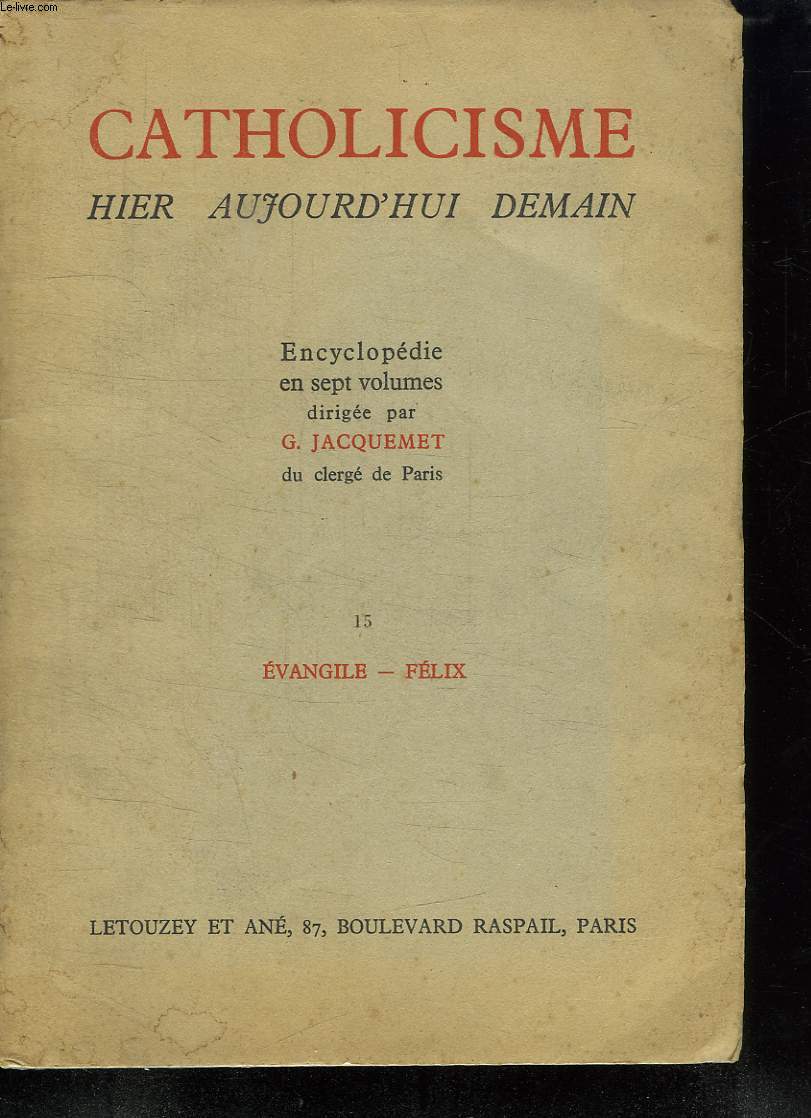 Le-livre.com
CATHOLICISME
HIER AUJOURD'HUI DEMAIN
Encyclopédie
en sept volumes
dirigée par
G. JACQUEMET
du clergé de Paris
15
ÉVANGILE — FÉLIX
LETOUZEY ET ANÉ, 87, BOULEVARD RASPAIL, PARIS